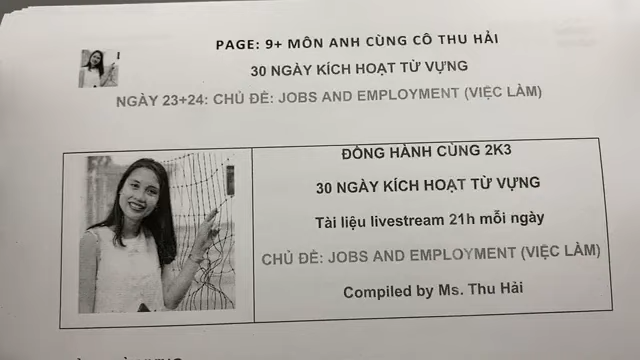 PAGE: 9+ MÔN ANH CÙNG CÔ THU HẢI
30 NGÀY KÍCH HOẠT TỪ VỰNG
NGÀY 23+24: CHỦ ĐỀ: JOBS AND EMPLOYMENT (VIỆC LÀM)
ĐỒNG HÀNH CÙNG 2K3
30 NGÀY KÍCH HOẠT TỪ VỰNG
Tài liệu livestream 21h mỗi ngày
CHỦ ĐỀ: JOBS AND EMPLOYMENT (VIỆC LÀM)
Compiled by Ms. Thu Hải